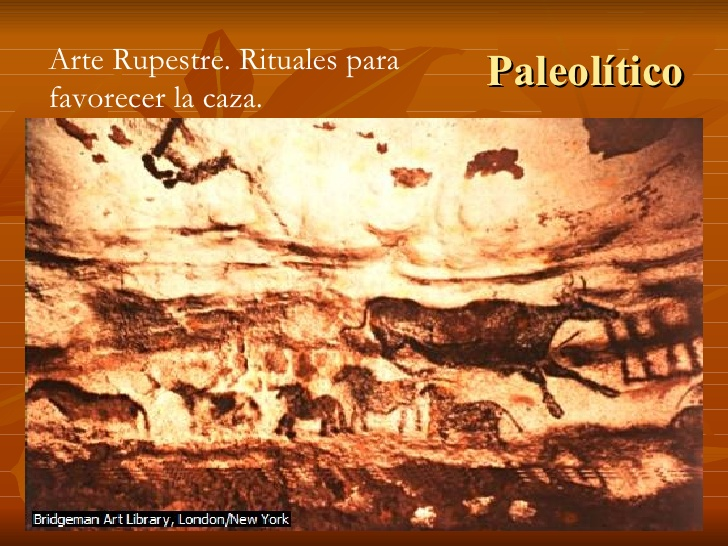 Arte Rupestre. Rituales para
favorecer la caza.
Paleolítico
Bridgeman Art Library, London/New York